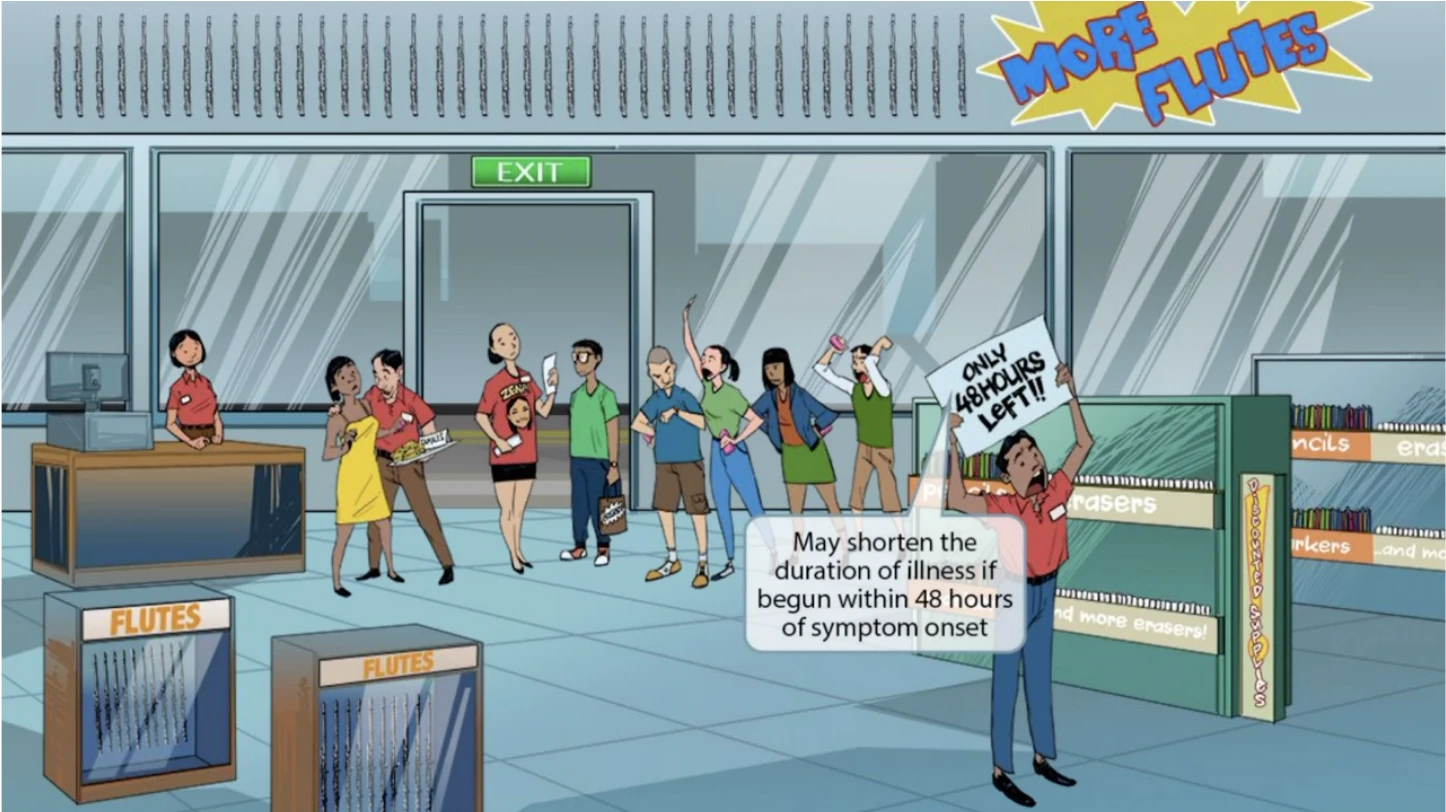 MORE
FLUTES
EXIT
ONLY
48HOURS
LEFT!!
TAMALES
erasers
ncils
eras
rkers
..and mo
nd more erasers!
DISCOUNTED SUPPLIES
May shorten the
duration of illness if
begun within 48 hours
of symptom onset
FLUTES
FLUTES